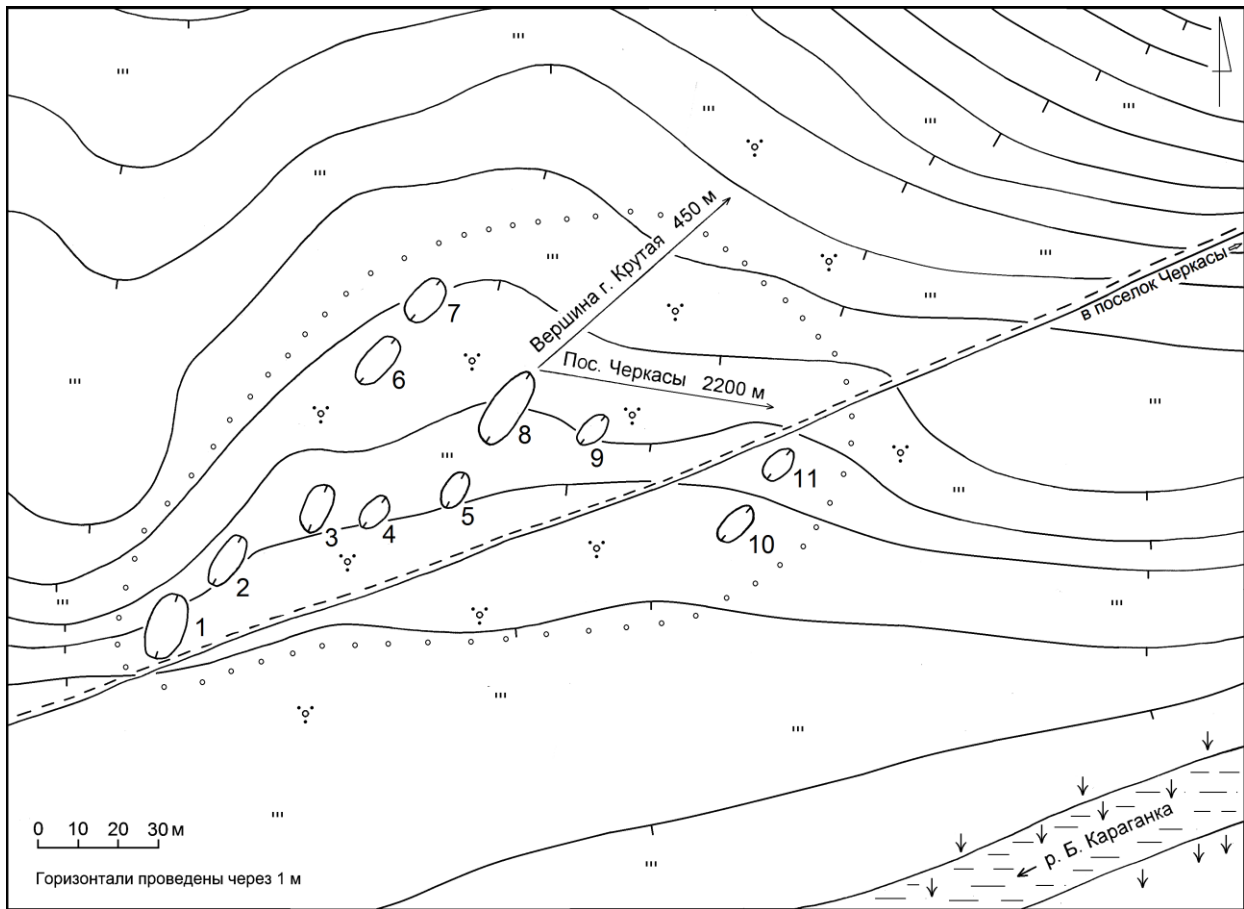 Вершина г. Крутая 450 м
в поселок Черкасы
Пос. Черкасы 2200 м
7
6
8
9
11
5
3
4
10
2
1
0 10 20 30 м
Горизонтали проведены через 1 м
р. Б. Караганка